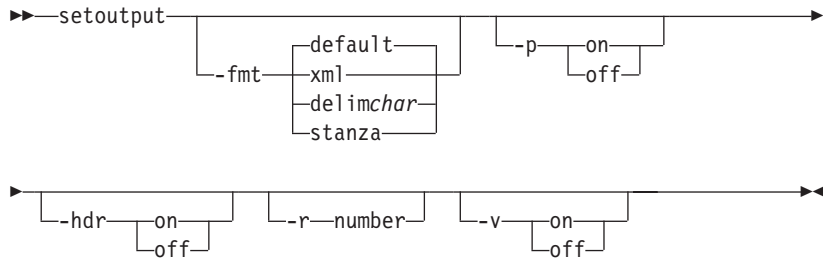 setoutput
default
-fmt xml
delimchar
stanza
-p on
off
-hdr on
off
-r number
-v on
off